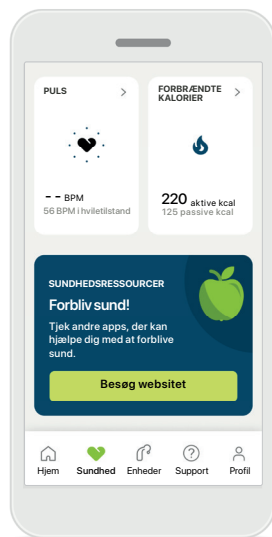 PULS
FORBRÆNDTE
KALORIER
-- BPM
56 BPM i hviletilstand
220 aktive kcal
125 passive kcal
SUNDHEDSRESSOURCER
Forbliv sund!
Tjek andre apps, der kan
hjælpe dig med at forblive
sund.
Besøg websitet
Hjem Sundhed Enheder Support Profil